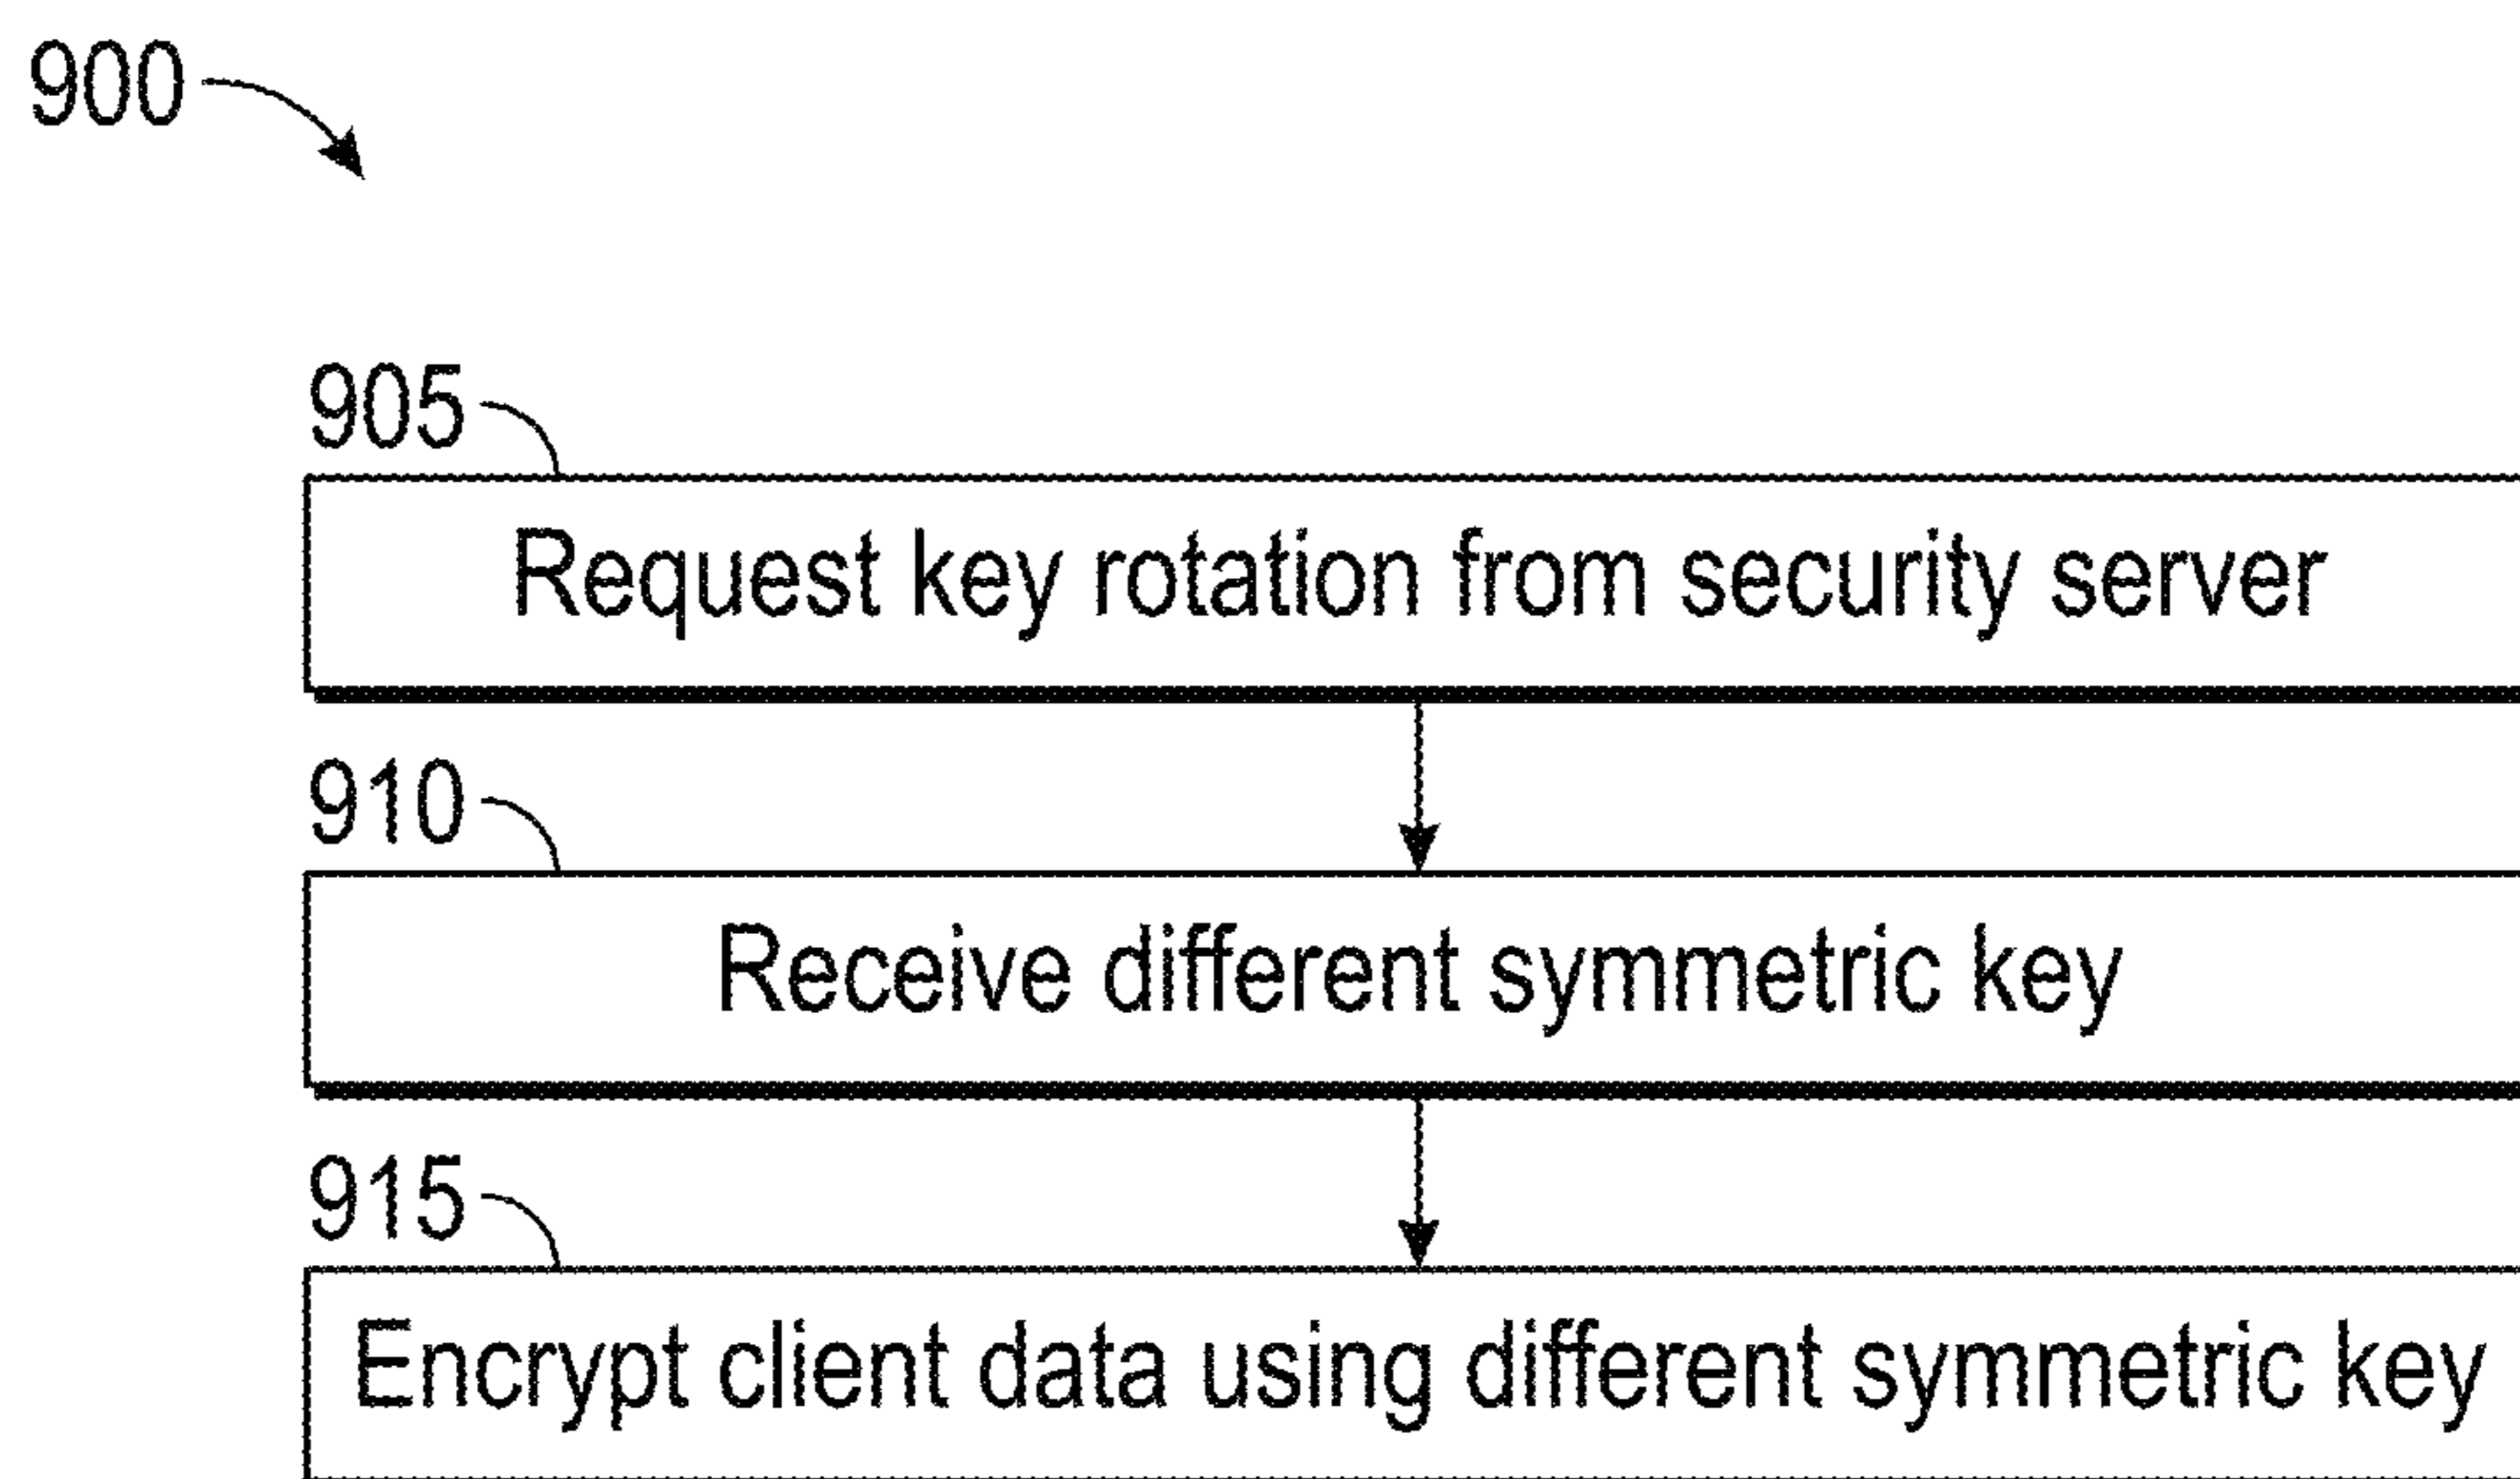 900
905
Request key rotation from security server
910
Receive different symmetric key
915
Encrypt client data using different symmetric key